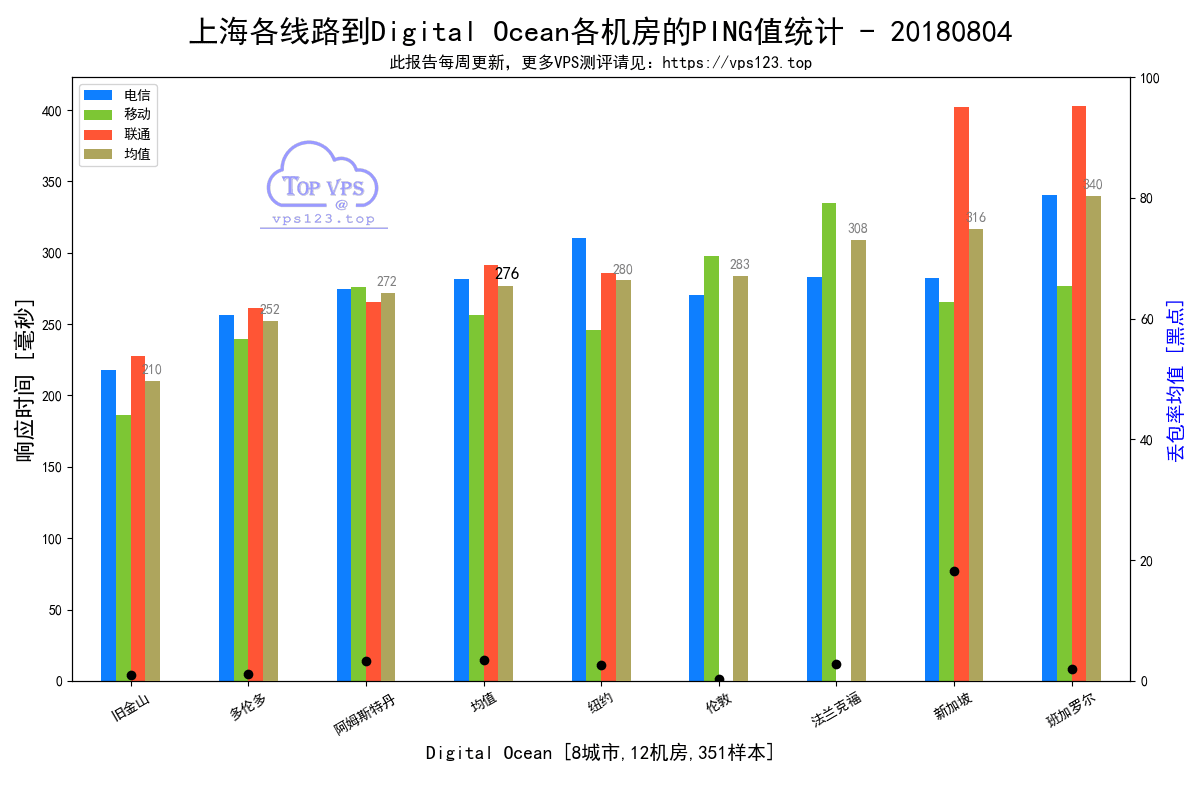 上海各线路到Digital Ocean各机房的PING值统计 - 20180804
此报告每周更新，更多VPS测评请见：https://vps123.top
电信
移动
联通
均值
TOP VPS
@
vps123.top
响应时间 [毫秒]
400
350
300
250
200
150
100
50
0
210
252
272
276
280
283
308
316
340
100
80
60
40
20
0
丢包率均值 [黑点]
旧金山
多伦多
阿姆斯特丹
均值
纽约
伦敦
法兰克福
新加坡
班加罗尔
Digital Ocean [8城市,12机房,351样本]